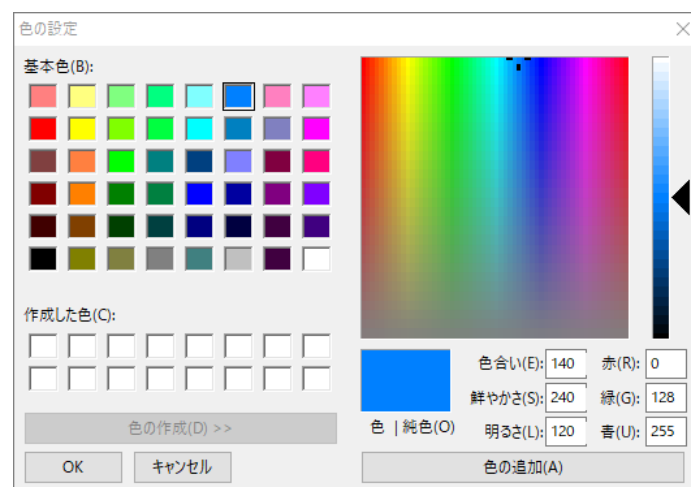 色の設定
基本色(B):
作成した色(C):
色の作成(D) >>
OK キャンセル
色 | 純色(O)
色合い(E): 140 赤(R): 0
鮮やかさ(S): 240 緑(G): 128
明るさ(L): 120 青(U): 255
色の追加(A)